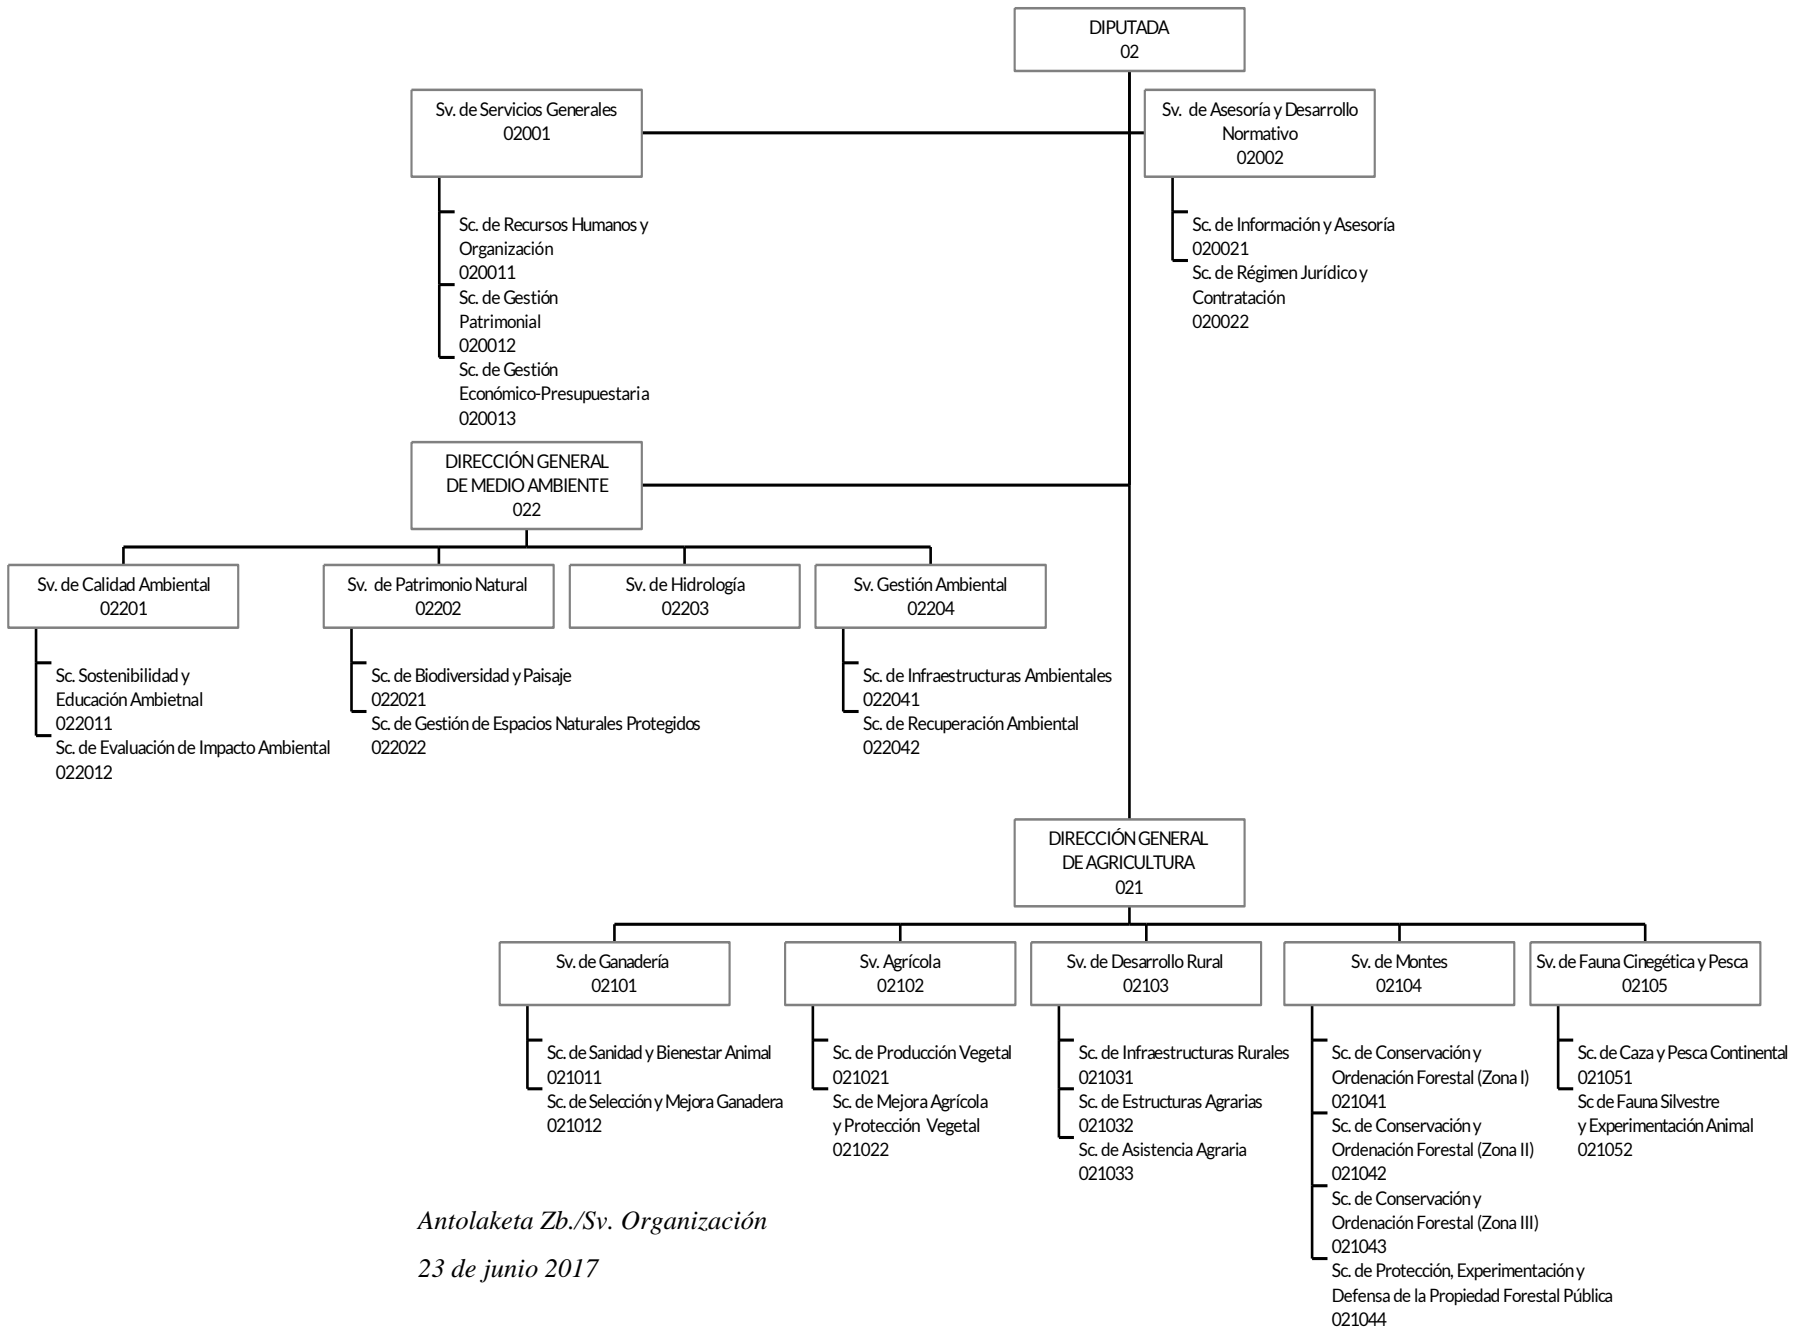 DIPUTADA
02
Sv. de Servicios Generales
02001
Sv. de Asesoría y Desarrollo
Normativo
02002
Sc. de Recursos Humanos y
Organización
020011
Sc. de Gestión
Patrimonial
020012
Sc. de Gestión
Económico-Presupuestaria
020013
Sc. de Información y Asesoría
020021
Sc. de Régimen Jurídico y
Contratación
020022
DIRECCIÓN GENERAL
DE MEDIO AMBIENTE
022
Sv. de Calidad Ambiental
02201
Sc. Sostenibilidad y
Educación Ambietnal
022011
Sc. de Evaluación de Impacto Ambiental
022012
Sv. de Patrimonio Natural
02202
Sc. de Biodiversidad y Paisaje
022021
Sc. de Gestión de Espacios Naturales Protegidos
022022
Sv. de Hidrología
02203
Sv. Gestión Ambiental
02204
Sc. de Infraestructuras Ambientales
022041
Sc. de Recuperación Ambiental
022042
DIRECCIÓN GENERAL
DE AGRICULTURA
021
Sv. de Ganadería
02101
Sc. de Sanidad y Bienestar Animal
021011
Sc. de Selección y Mejora Ganadera
021012
Sv. Agrícola
02102
Sc. de Producción Vegetal
021021
Sc. de Mejora Agrícola
y Protección Vegetal
021022
Sv. de Desarrollo Rural
02103
Sc. de Infraestructuras Rurales
021031
Sc. de Estructuras Agrarias
021032
Sc. de Asistencia Agraria
021033
Sv. de Montes
02104
Sc. de Conservación y
Ordenación Forestal (Zona I)
021041
Sc. de Conservación y
Ordenación Forestal (Zona II)
021042
Sc. de Conservación y
Ordenación Forestal (Zona III)
021043
Sc. de Protección, Experimentación y
Defensa de la Propiedad Forestal Pública
021044
Sv. de Fauna Cinegética y Pesca
02105
Sc. de Caza y Pesca Continental
021051
Sc de Fauna Silvestre
y Experimentación Animal
021052
Antolaketa Zb./Sv. Organización
23 de junio 2017